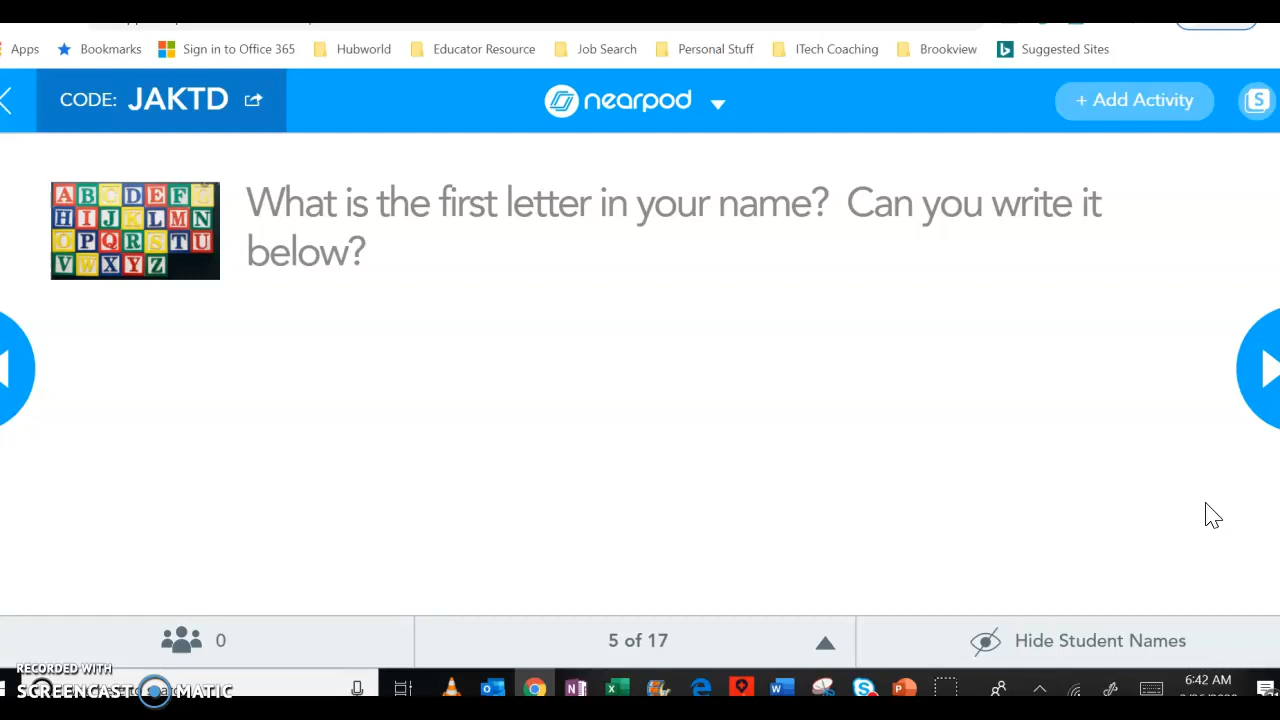 Apps Bookmarks Sign in to Office 365 Hubworld Educator Resource Job Search Personal Stuff ITech Coaching Brookview Suggested Sites
CODE: JAKTD nearpod + Add Activity S
A B C D E F G
H I J K L M N
O P Q R S T U
V W X Y Z
What is the first letter in your name? Can you write it
below?
0 5 of 17 Hide Student Names
RECORDED WITH
SCREENCAST MATIC
6:42 AM